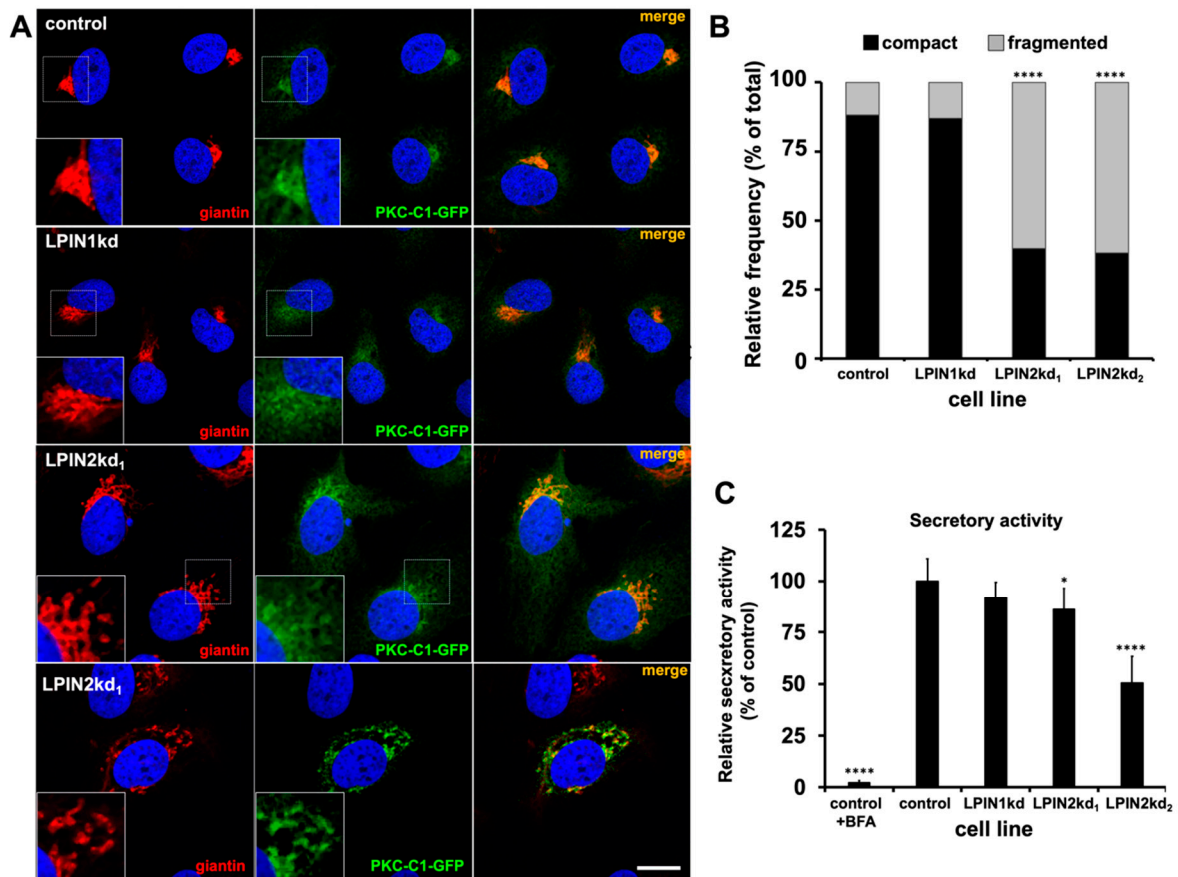 A
control
merge
giantin
PKC-C1-GFP
LPIN1kd
merge
giantin
PKC-C1-GFP
LPIN2kd₁
merge
giantin
PKC-C1-GFP
LPIN2kd₁
merge
giantin
PKC-C1-GFP
B
compact fragmented
Relative frequency (% of total)
100
75
50
25
0
**** ****
control LPIN1kd LPIN2kd₁ LPIN2kd₂
cell line
C
Secretory activity
Relative secxretory activity
(% of control)
125
100
75
50
25
0
****
*
****
control
+BFA
control LPIN1kd LPIN2kd₁ LPIN2kd₂
cell line